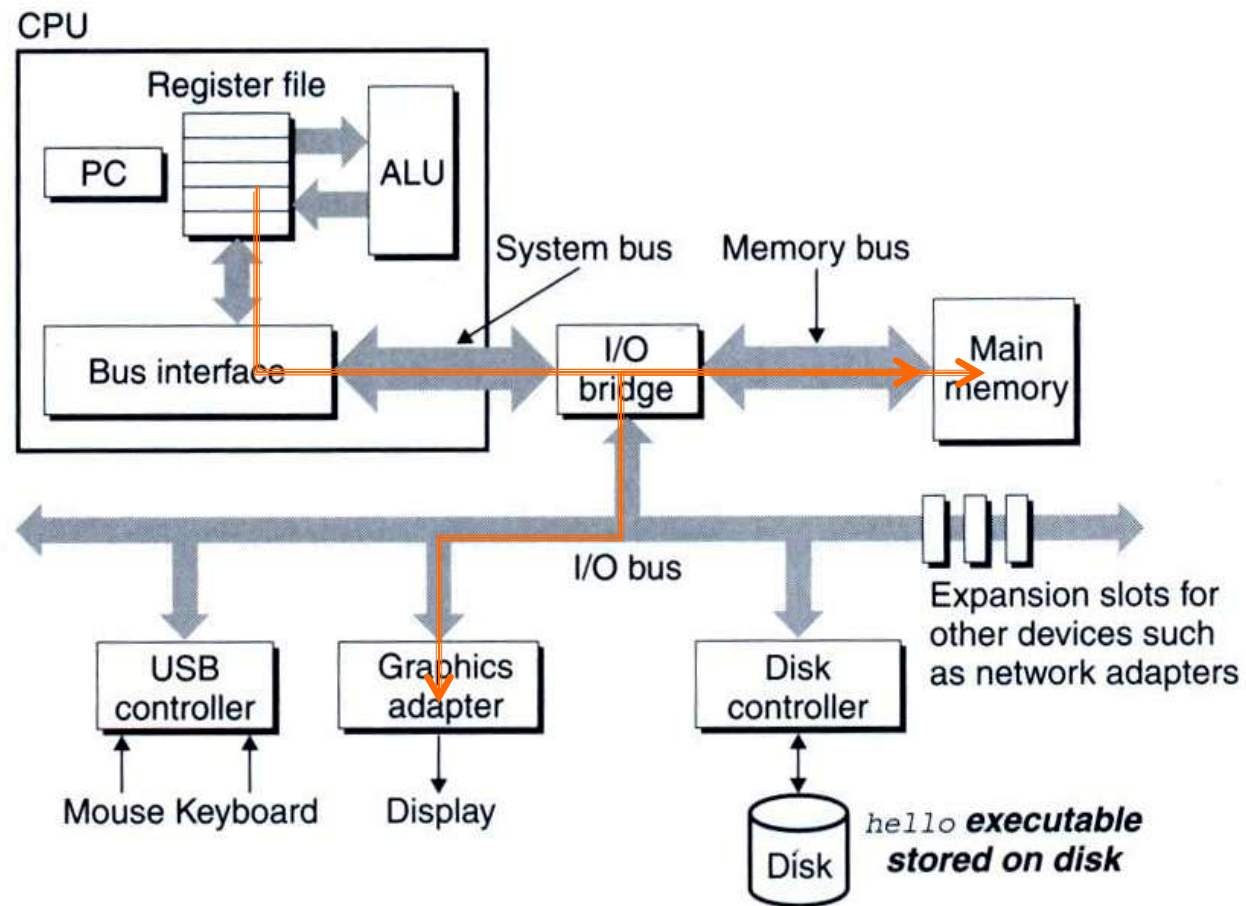 CPU
Register file
PC
ALU
System bus
Memory bus
Bus interface
I/O
bridge
Main
memory
I/O bus
Expansion slots for
other devices such
as network adapters
USB
controller
Graphics
adapter
Disk
controller
Mouse Keyboard
Display
Dísk
hello executable
stored on disk